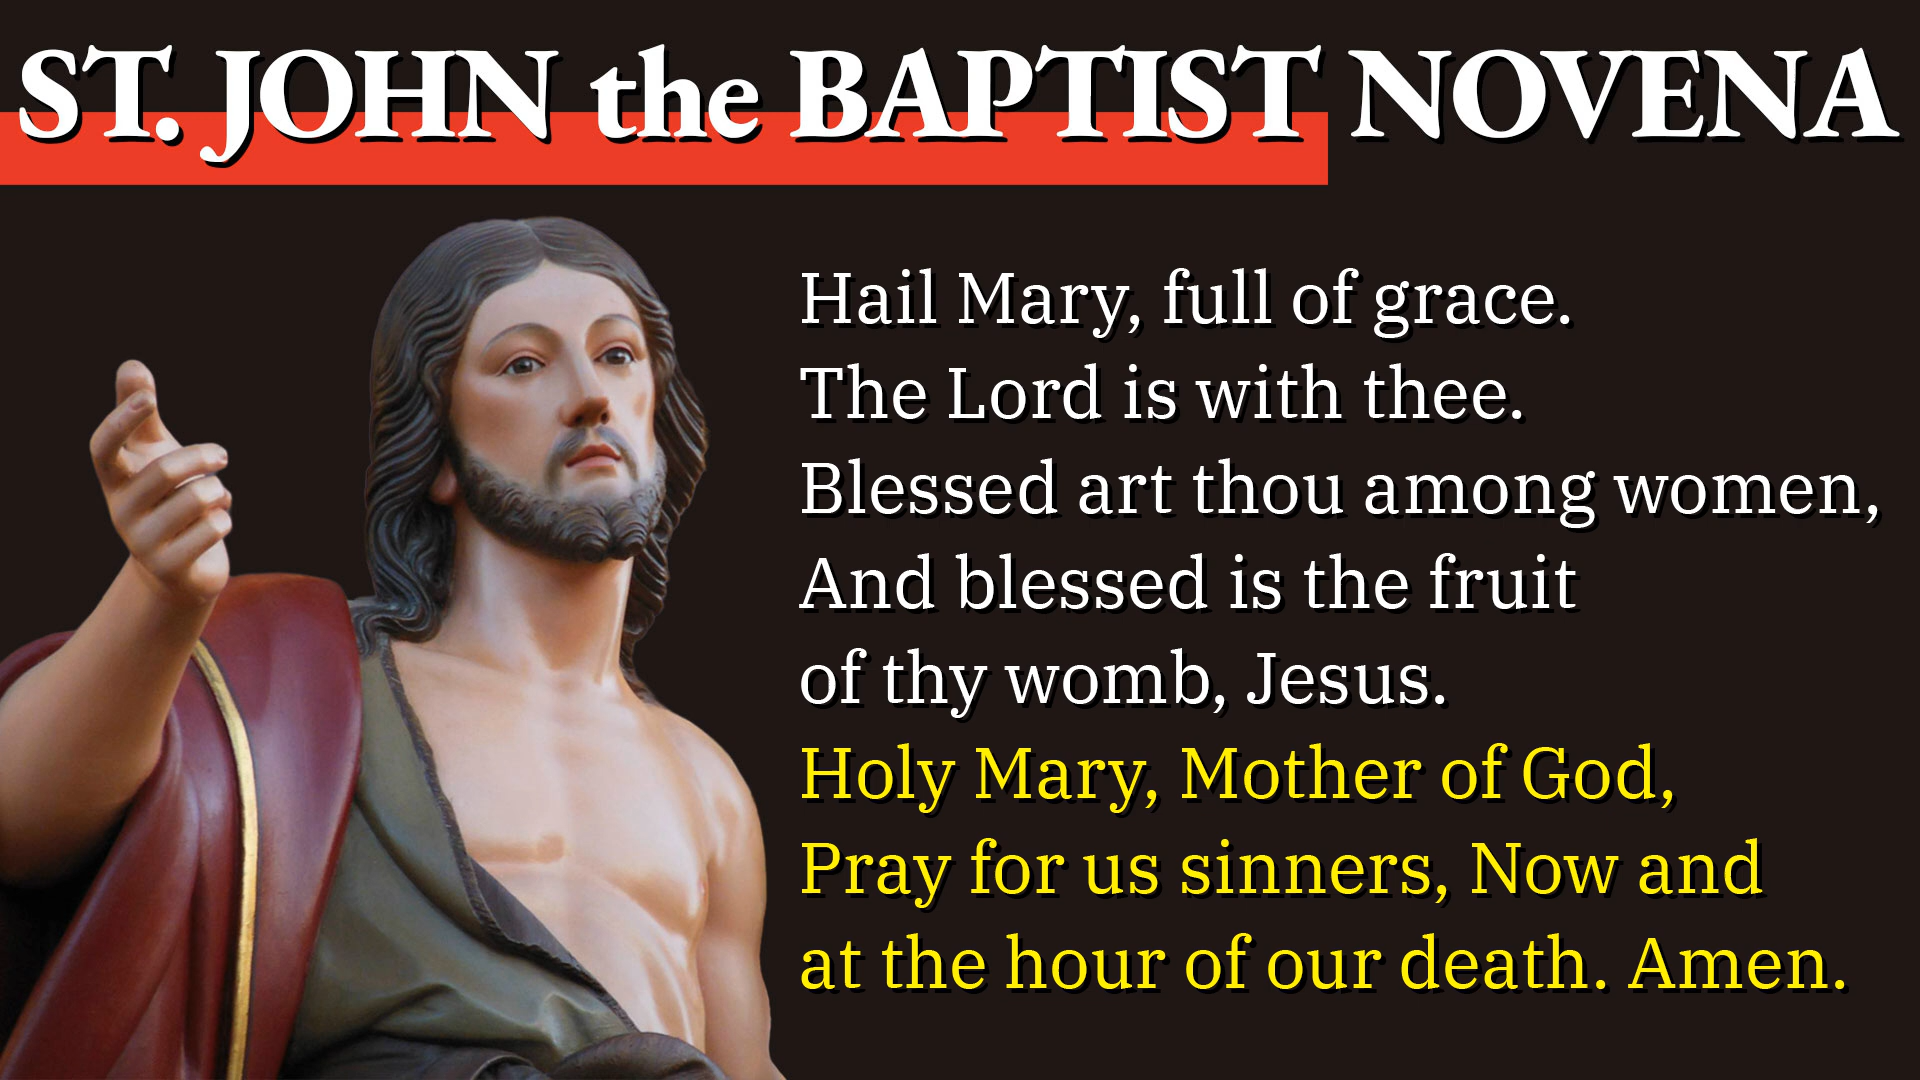 ST. JOHN the BAPTIST NOVENA
Hail Mary, full of grace.
The Lord is with thee.
Blessed art thou among women,
And blessed is the fruit
of thy womb, Jesus.
Holy Mary, Mother of God,
Pray for us sinners, Now and
at the hour of our death. Amen.